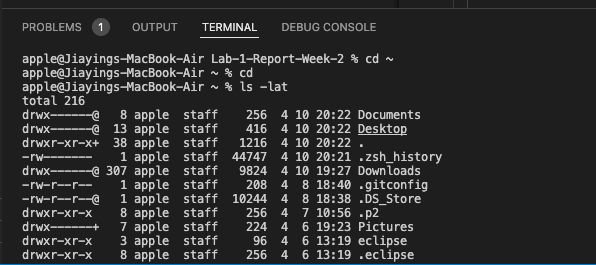 PROBLEMS 1 OUTPUT TERMINAL DEBUG CONSOLE
apple@Jiayings-MacBook-Air Lab-1-Report-Week-2 % cd ~
apple@Jiayings-MacBook-Air ~ % cd
apple@Jiayings-MacBook-Air ~ % ls -lat
total 216
drwx------@ 8 apple staff 256 4 10 20:22 Documents
drwx------@ 13 apple staff 416 4 10 20:22 Desktop
drwxr-xr-x+ 38 apple staff 1216 4 10 20:22 .
-rw------- 1 apple staff 44747 4 10 20:21 .zsh_history
drwx------@ 307 apple staff 9824 4 10 19:27 Downloads
-rw-r--r-- 1 apple staff 208 4 8 18:40 .gitconfig
-rw-r--r--@ 1 apple staff 10244 4 8 18:38 .DS_Store
drwxr-xr-x 8 apple staff 256 4 7 10:56 .p2
drwx------+ 7 apple staff 224 4 6 19:23 Pictures
drwxr-xr-x 3 apple staff 96 4 6 13:19 eclipse
drwxr-xr-x 8 apple staff 256 4 6 13:19 .eclipse